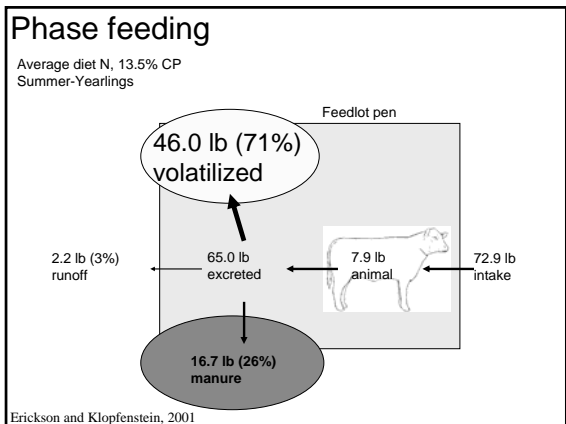 Phase feeding
Average diet N, 13.5% CP
Summer-Yearlings
Feedlot pen
46.0 lb (71%)
volatilized
2.2 lb (3%)
runoff
65.0 lb
excreted
7.9 lb
animal
72.9 lb
intake
16.7 lb (26%)
manure
Erickson and Klopfenstein, 2001